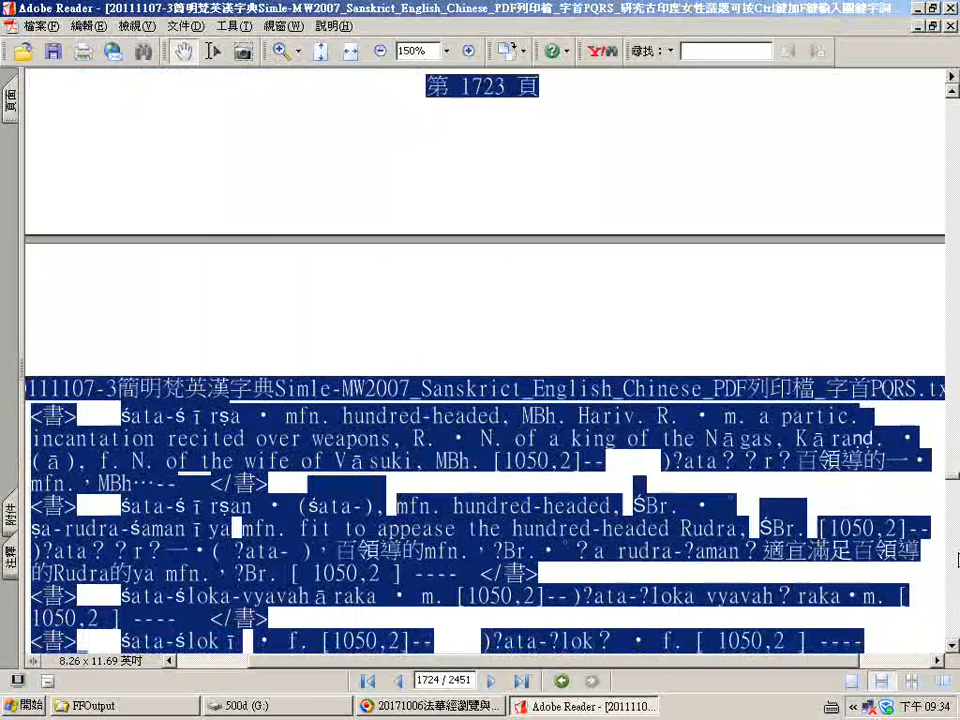 Adobe Reader - [20111107-3簡明梵英漢字典Simle-MW2007_Sanskrict_English_Chinese_PDF列印檔_字首PQRS_研究古印度女性議題可按Ctrl鍵加F鍵輸入關鍵字詞...
檔案(F) 編輯(E) 檢視(V) 文件(D) 工具(T) 視窗(W) 說明(H)
150% Y! 尋找：
頁面
第 1723 頁
111107-3簡明梵英漢字典Simle-MW2007_Sanskrict_English_Chinese_PDF列印檔_字首PQRS.tx
<書> śata-śīrṣa • mfn. hundred-headed, MBh. Hariv. R. • m. a partic.
incantation recited over weapons, R. • N. of a king of the Nāgas, Kāraṇḍ. •
(ā), f. N. of the wife of Vāsuki, MBh. [1050,2]-- )?ata？？r？百領導的一•
mfn.，MBh…-- </書>
<書> śata-śīrṣan • (śata-), mfn. hundred-headed, ŚBr. • °
ṣa-rudra-śamanīya mfn. fit to appease the hundred-headed Rudra, ŚBr. [1050,2]--
)?ata？？r？一•( ?ata- )，百領導的mfn.，?Br. •°？a rudra-?aman？適宜滿足百領導
的Rudra的ya mfn.，?Br. [ 1050,2 ] ---- </書>
<書> śata-śloka-vyavahāraka • m. [1050,2]--)?ata-?loka vyavah？raka•m. [
1050,2 ] ---- </書>
<書> śata-ślokī • f. [1050,2]-- )?ata-?lok？ • f. [ 1050,2 ] ----
附件
注釋
8.26 x 11.69 英吋
1724 / 2451
開始 FFOutput 500d (G:) 20171006法華經瀏覽與... Adobe Reader - [2011110... 下午 09:34